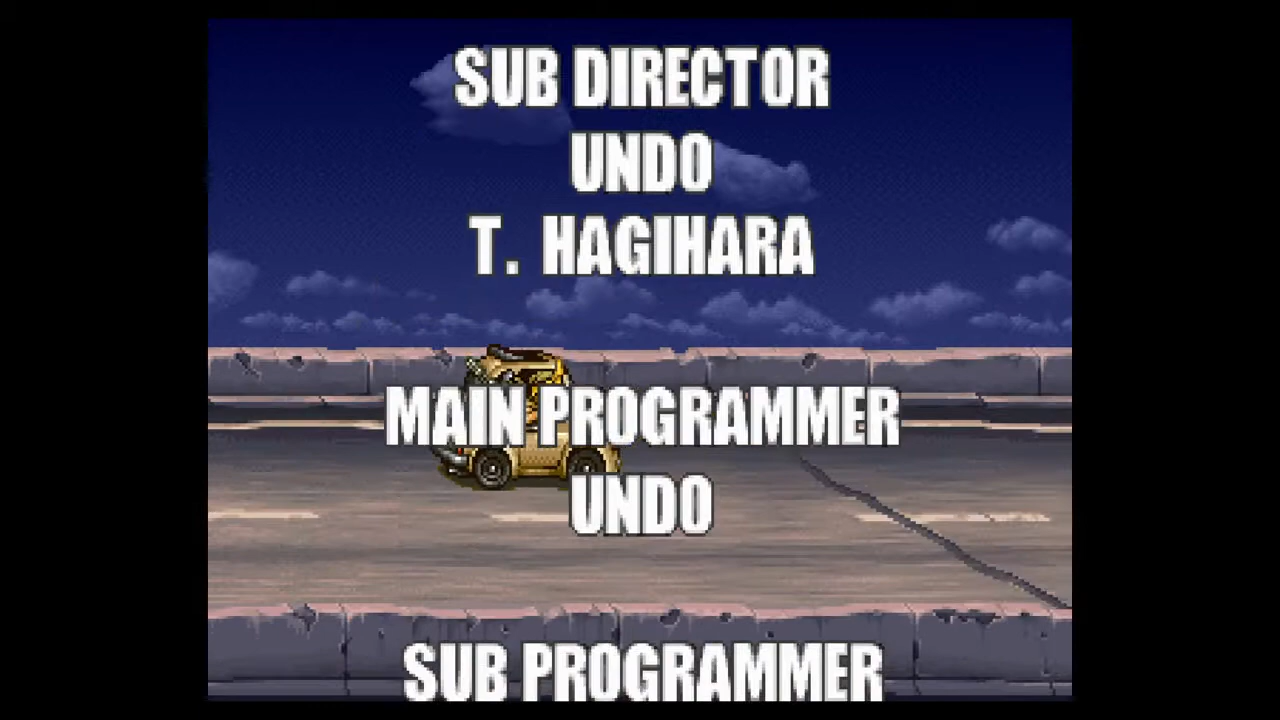 SUB DIRECTOR
UNDO
T. HAGIHARA
MAIN PROGRAMMER
UNDO
SUB PROGRAMMER